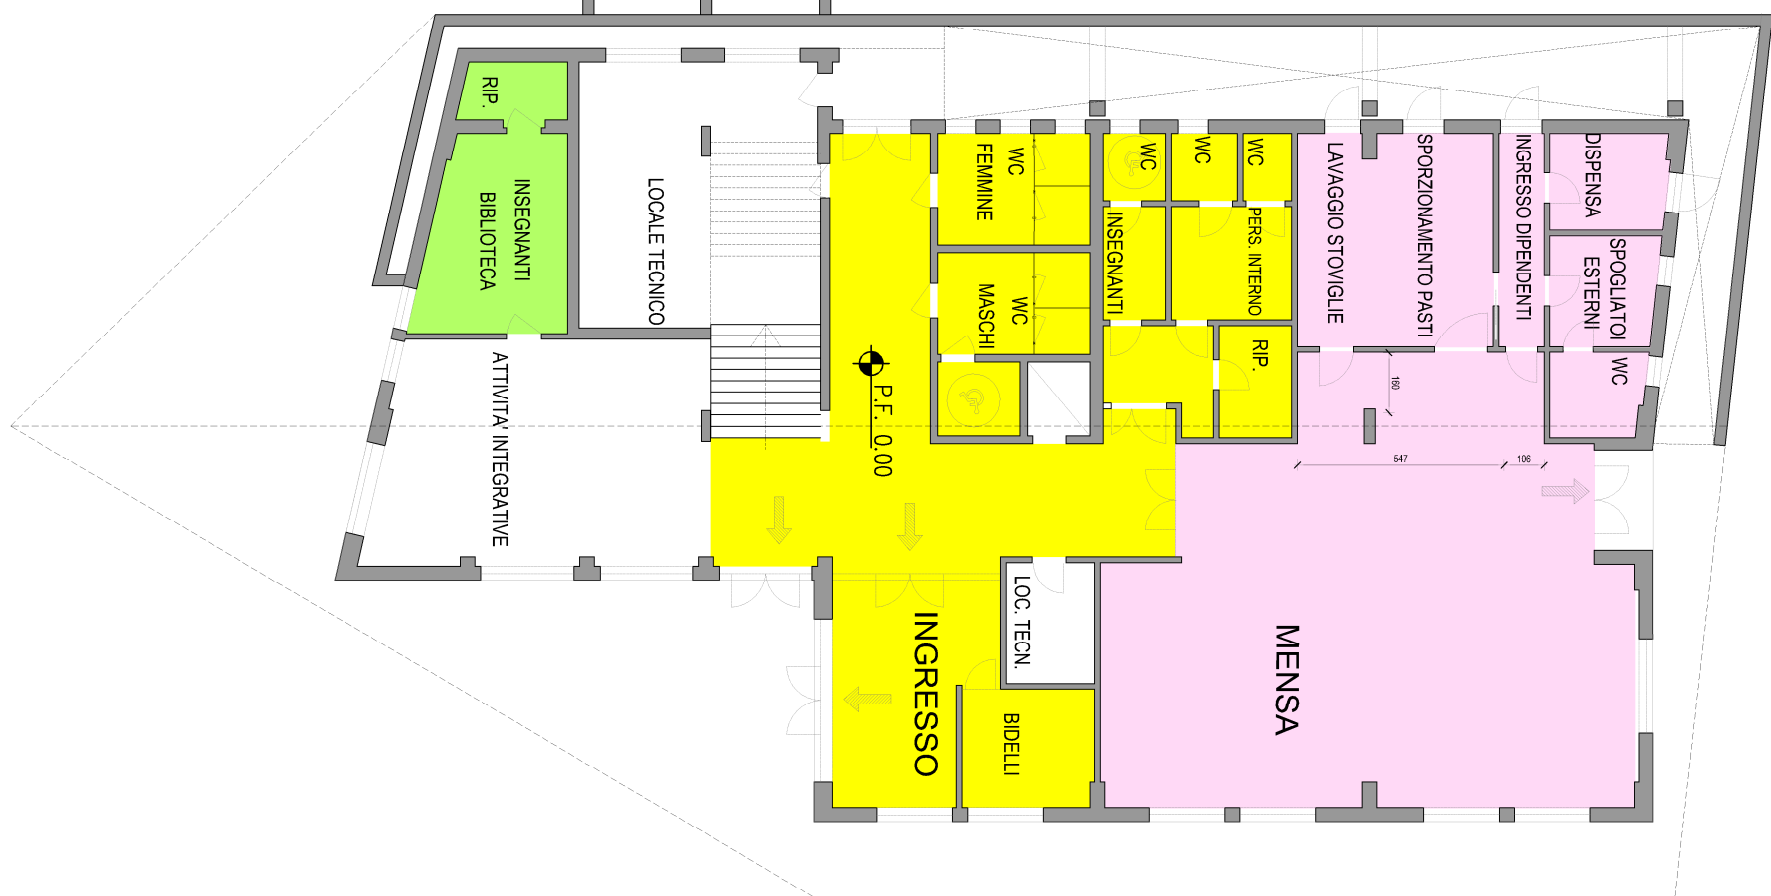 RIP.
INSEGNANTI
BIBLIOTECA
LOCALE TECNICO
ATTIVITA' INTEGRATIVE
P.F. 0.00
WC
FEMMINE
WC
MASCHI
WC
INSEGNANTI
WC
WC
PERS. INTERNO
RIP.
LAVAGGIO STOVIGLIE
SPORZIONAMENTO PASTI
INGRESSO DIPENDENTI
DISPENSA
SPOGLIATOI
ESTERNI
WC
160
547
106
INGRESSO
LOC. TECN.
BIDELLI
MENSA